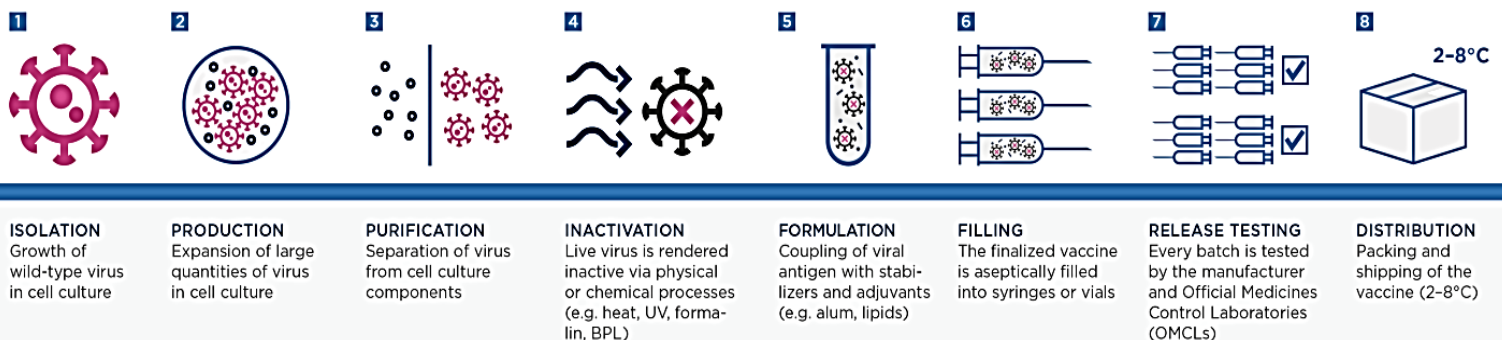 1
2
3
4
5
6
7
8
2–8°C
ISOLATION
Growth of
wild-type virus
in cell culture
PRODUCTION
Expansion of large
quantities of virus
in cell culture
PURIFICATION
Separation of virus
from cell culture
components
INACTIVATION
Live virus is rendered
inactive via physical
or chemical processes
(e.g. heat, UV, forma-
lin, BPL)
FORMULATION
Coupling of viral
antigen with stabi-
lizers and adjuvants
(e.g. alum, lipids)
FILLING
The finalized vaccine
is aseptically filled
into syringes or vials
RELEASE TESTING
Every batch is tested
by the manufacturer
and Official Medicines
Control Laboratories
(OMCLs)
DISTRIBUTION
Packing and
shipping of the
vaccine (2–8°C)